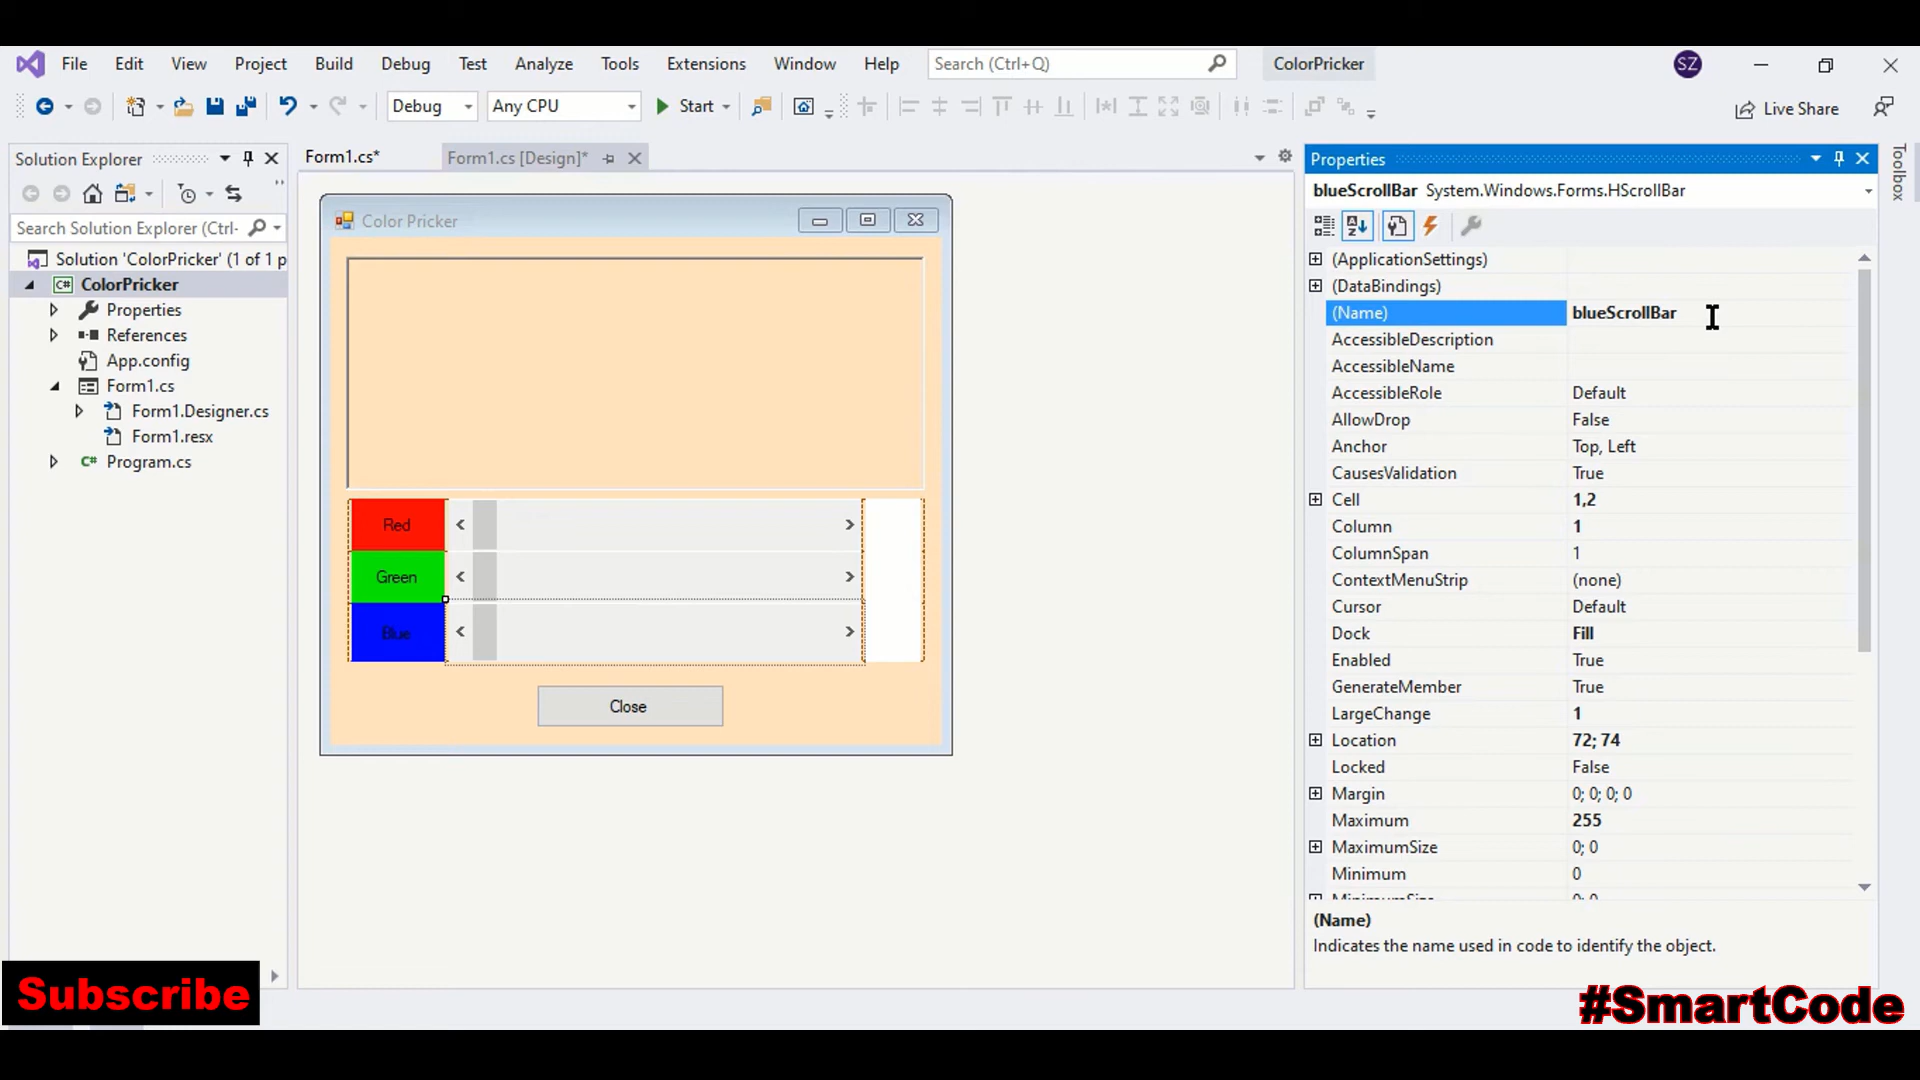 File Edit View Project Build Debug Test Analyze Tools Extensions Window Help Search (Ctrl+Q) ColorPricker SZ
Debug Any CPU Start Live Share
Solution Explorer
Search Solution Explorer (Ctrl-
Solution 'ColorPricker' (1 of 1 p
ColorPricker
Properties
References
App.config
Form1.cs
Form1.Designer.cs
Form1.resx
C# Program.cs
Form1.cs* Form1.cs [Design]*
Color Pricker
Red
Green
Blue
Close
Properties
blueScrollBar System.Windows.Forms.HScrollBar
(ApplicationSettings)
(DataBindings)
(Name) blueScrollBar
AccessibleDescription
AccessibleName
AccessibleRole Default
AllowDrop False
Anchor Top, Left
CausesValidation True
Cell 1,2
Column 1
ColumnSpan 1
ContextMenuStrip (none)
Cursor Default
Dock Fill
Enabled True
GenerateMember True
LargeChange 1
Location 72; 74
Locked False
Margin 0; 0; 0; 0
Maximum 255
MaximumSize 0; 0
Minimum 0
MinimumSize 0; 0
(Name)
Indicates the name used in code to identify the object.
Toolbox
Subscribe
#SmartCode